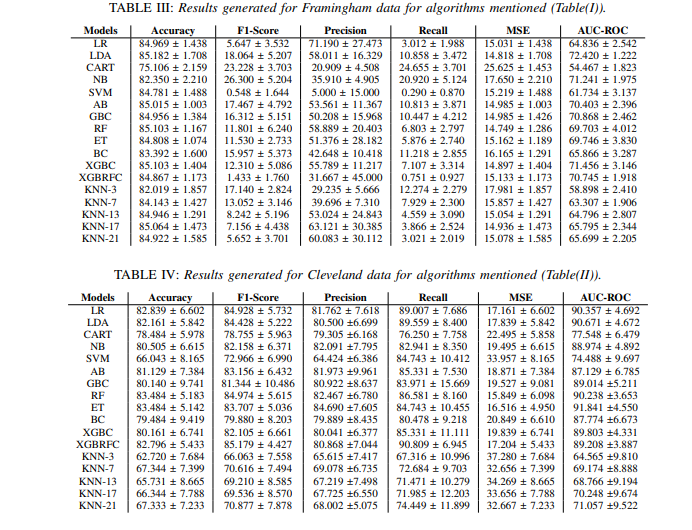 TABLE III: Results generated for Framingham data for algorithms mentioned (Table(I)).
Models Accuracy F1-Score Precision Recall MSE AUC-ROC
LR 84.969 ± 1.438 5.647 ± 3.532 71.190 ± 27.473 3.012 ± 1.988 15.031 ± 1.438 64.836 ± 2.542
LDA 85.182 ± 1.708 18.064 ± 5.207 58.011 ± 16.329 10.858 ± 3.472 14.818 ± 1.708 72.420 ± 1.222
CART 75.106 ± 2.159 23.228 ± 3.703 20.909 ± 4.508 24.655 ± 3.701 25.625 ± 1.453 54.467 ± 1.823
NB 82.350 ± 2.210 26.300 ± 5.204 35.910 ± 4.905 20.920 ± 5.124 17.650 ± 2.210 71.241 ± 1.975
SVM 84.781 ± 1.488 0.548 ± 1.644 5.000 ± 15.000 0.290 ± 0.870 15.219 ± 1.488 61.734 ± 3.137
AB 85.015 ± 1.003 17.467 ± 4.792 53.561 ± 11.367 10.813 ± 3.871 14.985 ± 1.003 70.403 ± 2.396
GBC 84.956 ± 1.384 16.312 ± 5.151 50.208 ± 15.968 10.447 ± 4.212 14.985 ± 1.426 70.868 ± 2.462
RF 85.103 ± 1.167 11.801 ± 6.240 58.889 ± 20.403 6.803 ± 2.797 14.749 ± 1.286 69.703 ± 4.012
ET 84.808 ± 1.074 11.530 ± 2.733 51.376 ± 28.182 5.876 ± 2.740 15.162 ± 1.189 69.746 ± 3.830
BC 83.392 ± 1.600 15.957 ± 5.373 42.648 ± 10.418 11.218 ± 2.855 16.165 ± 1.291 65.866 ± 3.287
XGBC 85.103 ± 1.404 12.310 ± 5.086 55.789 ± 11.217 7.107 ± 3.314 14.897 ± 1.404 71.456 ± 3.146
XGBRFC 84.867 ± 1.173 1.433 ± 1.760 31.667 ± 45.000 0.751 ± 0.927 15.133 ± 1.173 70.745 ± 1.918
KNN-3 82.019 ± 1.857 17.140 ± 2.824 29.235 ± 5.666 12.274 ± 2.279 17.981 ± 1.857 58.898 ± 2.410
KNN-7 84.143 ± 1.427 13.052 ± 3.146 39.696 ± 7.310 7.929 ± 2.300 15.857 ± 1.427 63.307 ± 1.906
KNN-13 84.946 ± 1.291 8.242 ± 5.196 53.024 ± 24.843 4.559 ± 3.090 15.054 ± 1.291 64.796 ± 2.807
KNN-17 85.064 ± 1.473 7.156 ± 4.438 63.121 ± 30.385 3.866 ± 2.524 14.936 ± 1.473 65.795 ± 2.344
KNN-21 84.922 ± 1.585 5.652 ± 3.701 60.083 ± 30.112 3.021 ± 2.019 15.078 ± 1.585 65.699 ± 2.205
TABLE IV: Results generated for Cleveland data for algorithms mentioned (Table(II)).
Models Accuracy F1-Score Precision Recall MSE AUC-ROC
LR 82.839 ± 6.602 84.928 ± 5.732 81.762 ± 7.618 89.007 ± 7.686 17.161 ± 6.602 90.357 ± 4.692
LDA 82.161 ± 5.842 84.428 ± 5.222 80.500 ±6.699 89.559 ± 8.400 17.839 ± 5.842 90.671 ± 4.672
CART 78.484 ± 5.978 78.755 ± 5.963 79.305 ± 6.168 76.250 ± 7.758 22.495 ± 5.858 77.548 ± 6.479
NB 80.505 ± 6.615 82.158 ± 6.371 82.091 ±7.795 82.941 ± 8.350 19.495 ± 6.615 88.974 ± 4.892
SVM 66.043 ± 8.165 72.966 ± 6.990 64.424 ±6.386 84.743 ± 10.412 33.957 ± 8.165 74.488 ± 9.697
AB 81.129 ± 7.384 83.156 ± 6.432 81.973 ±9.961 85.331 ± 7.530 18.871 ± 7.384 87.129 ± 6.785
GBC 80.140 ± 9.741 81.344 ± 10.486 80.922 ± 8.637 83.971 ± 15.669 19.527 ± 9.081 89.014 ±5.211
RF 83.484 ± 5.183 84.974 ± 5.615 82.467 ±6.780 86.581 ± 8.160 15.849 ± 6.098 90.238 ±3.653
ET 83.484 ± 5.142 83.707 ± 5.036 84.690 ±7.605 84.743 ± 10.455 16.516 ± 4.950 91.841 ±4.550
BC 79.484 ± 9.419 79.880 ± 8.203 79.889 ±8.435 80.478 ± 9.218 20.849 ± 6.610 87.774 ±6.673
XGBC 80.161 ± 6.741 82.105 ± 6.661 80.041 ±6.377 85.331 ± 11.111 19.839 ± 6.741 89.803 ±4.331
XGBRFC 82.796 ± 5.433 85.179 ± 4.427 80.868 ±7.044 90.809 ± 6.945 17.204 ± 5.433 89.208 ±3.887
KNN-3 62.720 ± 7.684 66.063 ± 7.558 65.615 ± 7.417 67.316 ± 10.996 37.280 ± 7.684 64.565 ±9.810
KNN-7 67.344 ± 7.399 70.616 ± 7.494 69.078 ±6.735 72.684 ± 9.703 32.656 ± 7.399 69.174 ±8.888
KNN-13 65.731 ± 8.665 69.210 ± 8.585 67.219 ±7.498 71.471 ± 10.279 34.269 ± 8.665 68.766 ±9.194
KNN-17 66.344 ± 7.788 69.536 ± 8.570 67.725 ±6.550 71.985 ± 12.203 33.656 ± 7.788 70.248 ±9.674
KNN-21 67.333 ± 7.233 70.877 ± 7.878 68.002 ±5.075 74.449 ± 11.899 32.667 ± 7.233 71.057 ±9.522